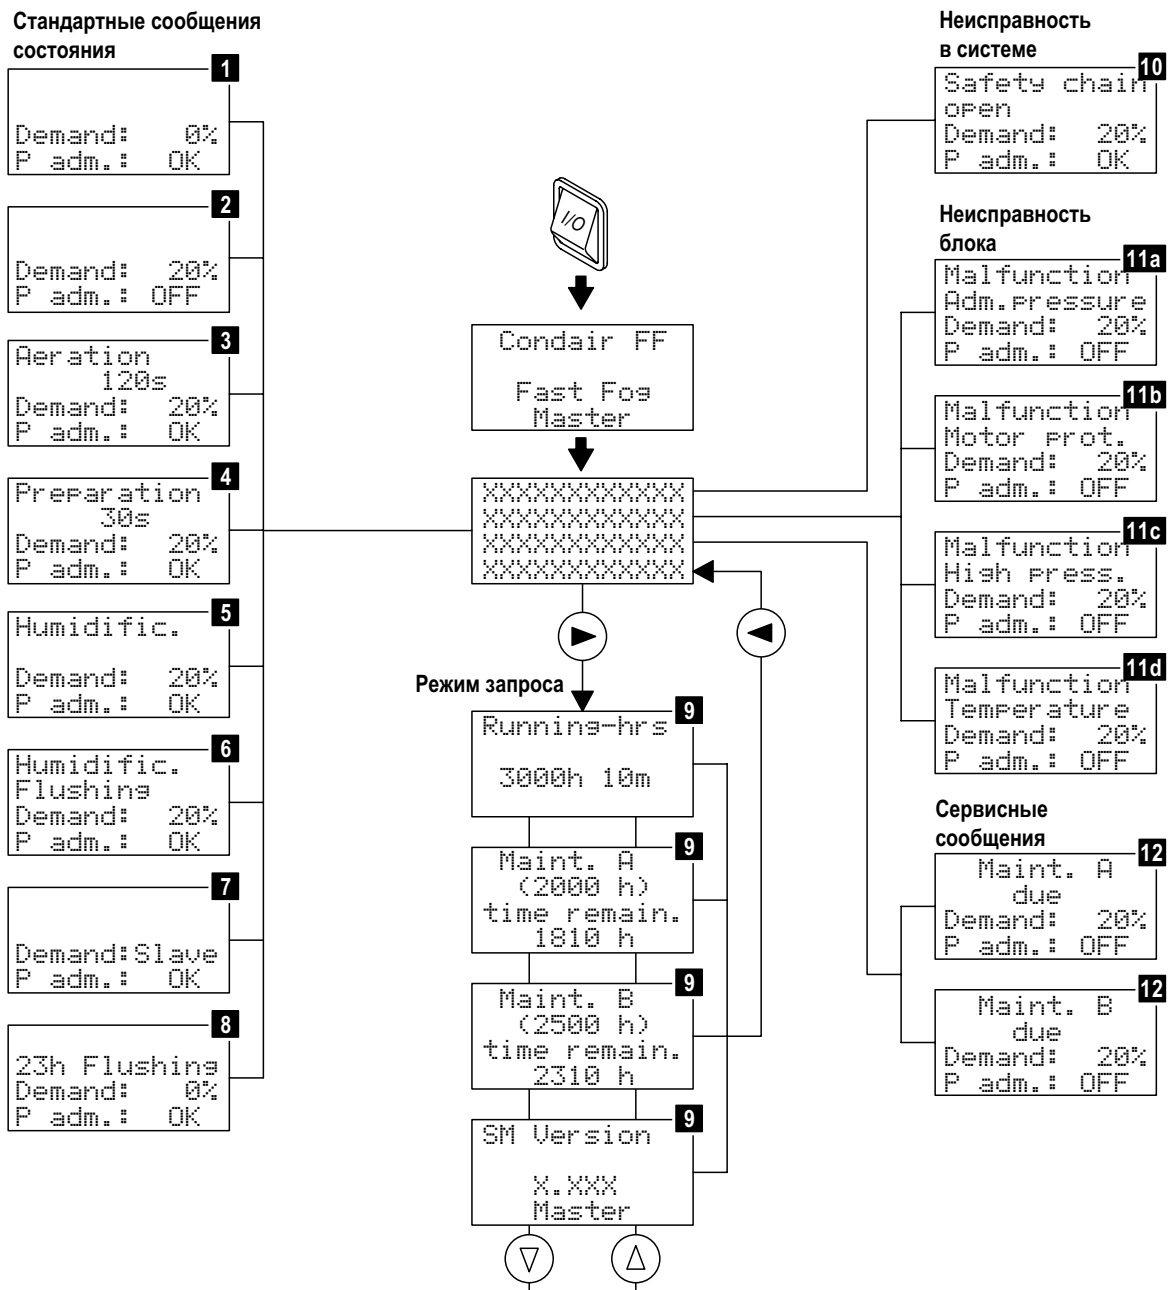 Стандартные сообщения
состояния
1
Demand: 0%
P adm.: OK
2
Demand: 20%
P adm.: OFF
3
Aeration
120s
Demand: 20%
P adm.: OK
4
Preparation
30s
Demand: 20%
P adm.: OK
5
Humidific.
Demand: 20%
P adm.: OK
6
Humidific.
Flushing
Demand: 20%
P adm.: OK
7
Demand:Slave
P adm.: OK
8
23h Flushing
Demand: 0%
P adm.: OK
I/O
Condair FF
Fast Fog
Master
XXXXXXXXXXXX
XXXXXXXXXXXX
XXXXXXXXXXXX
XXXXXXXXXXXX
Режим запроса
9
Running-hrs
3000h 10m
9
Maint. A
(2000 h)
time remain.
1810 h
9
Maint. B
(2500 h)
time remain.
2310 h
9
SM Version
X.XXX
Master
Неисправность
в системе
10
Safety chain
open
Demand: 20%
P adm.: OK
Неисправность
блока
11a
Malfunction
Adm.pressure
Demand: 20%
P adm.: OFF
11b
Malfunction
Motor prot.
Demand: 20%
P adm.: OFF
11c
Malfunction
High press.
Demand: 20%
P adm.: OFF
11d
Malfunction
Temperature
Demand: 20%
P adm.: OFF
Сервисные
сообщения
12
Maint. A
due
Demand: 20%
P adm.: OFF
12
Maint. B
due
Demand: 20%
P adm.: OFF